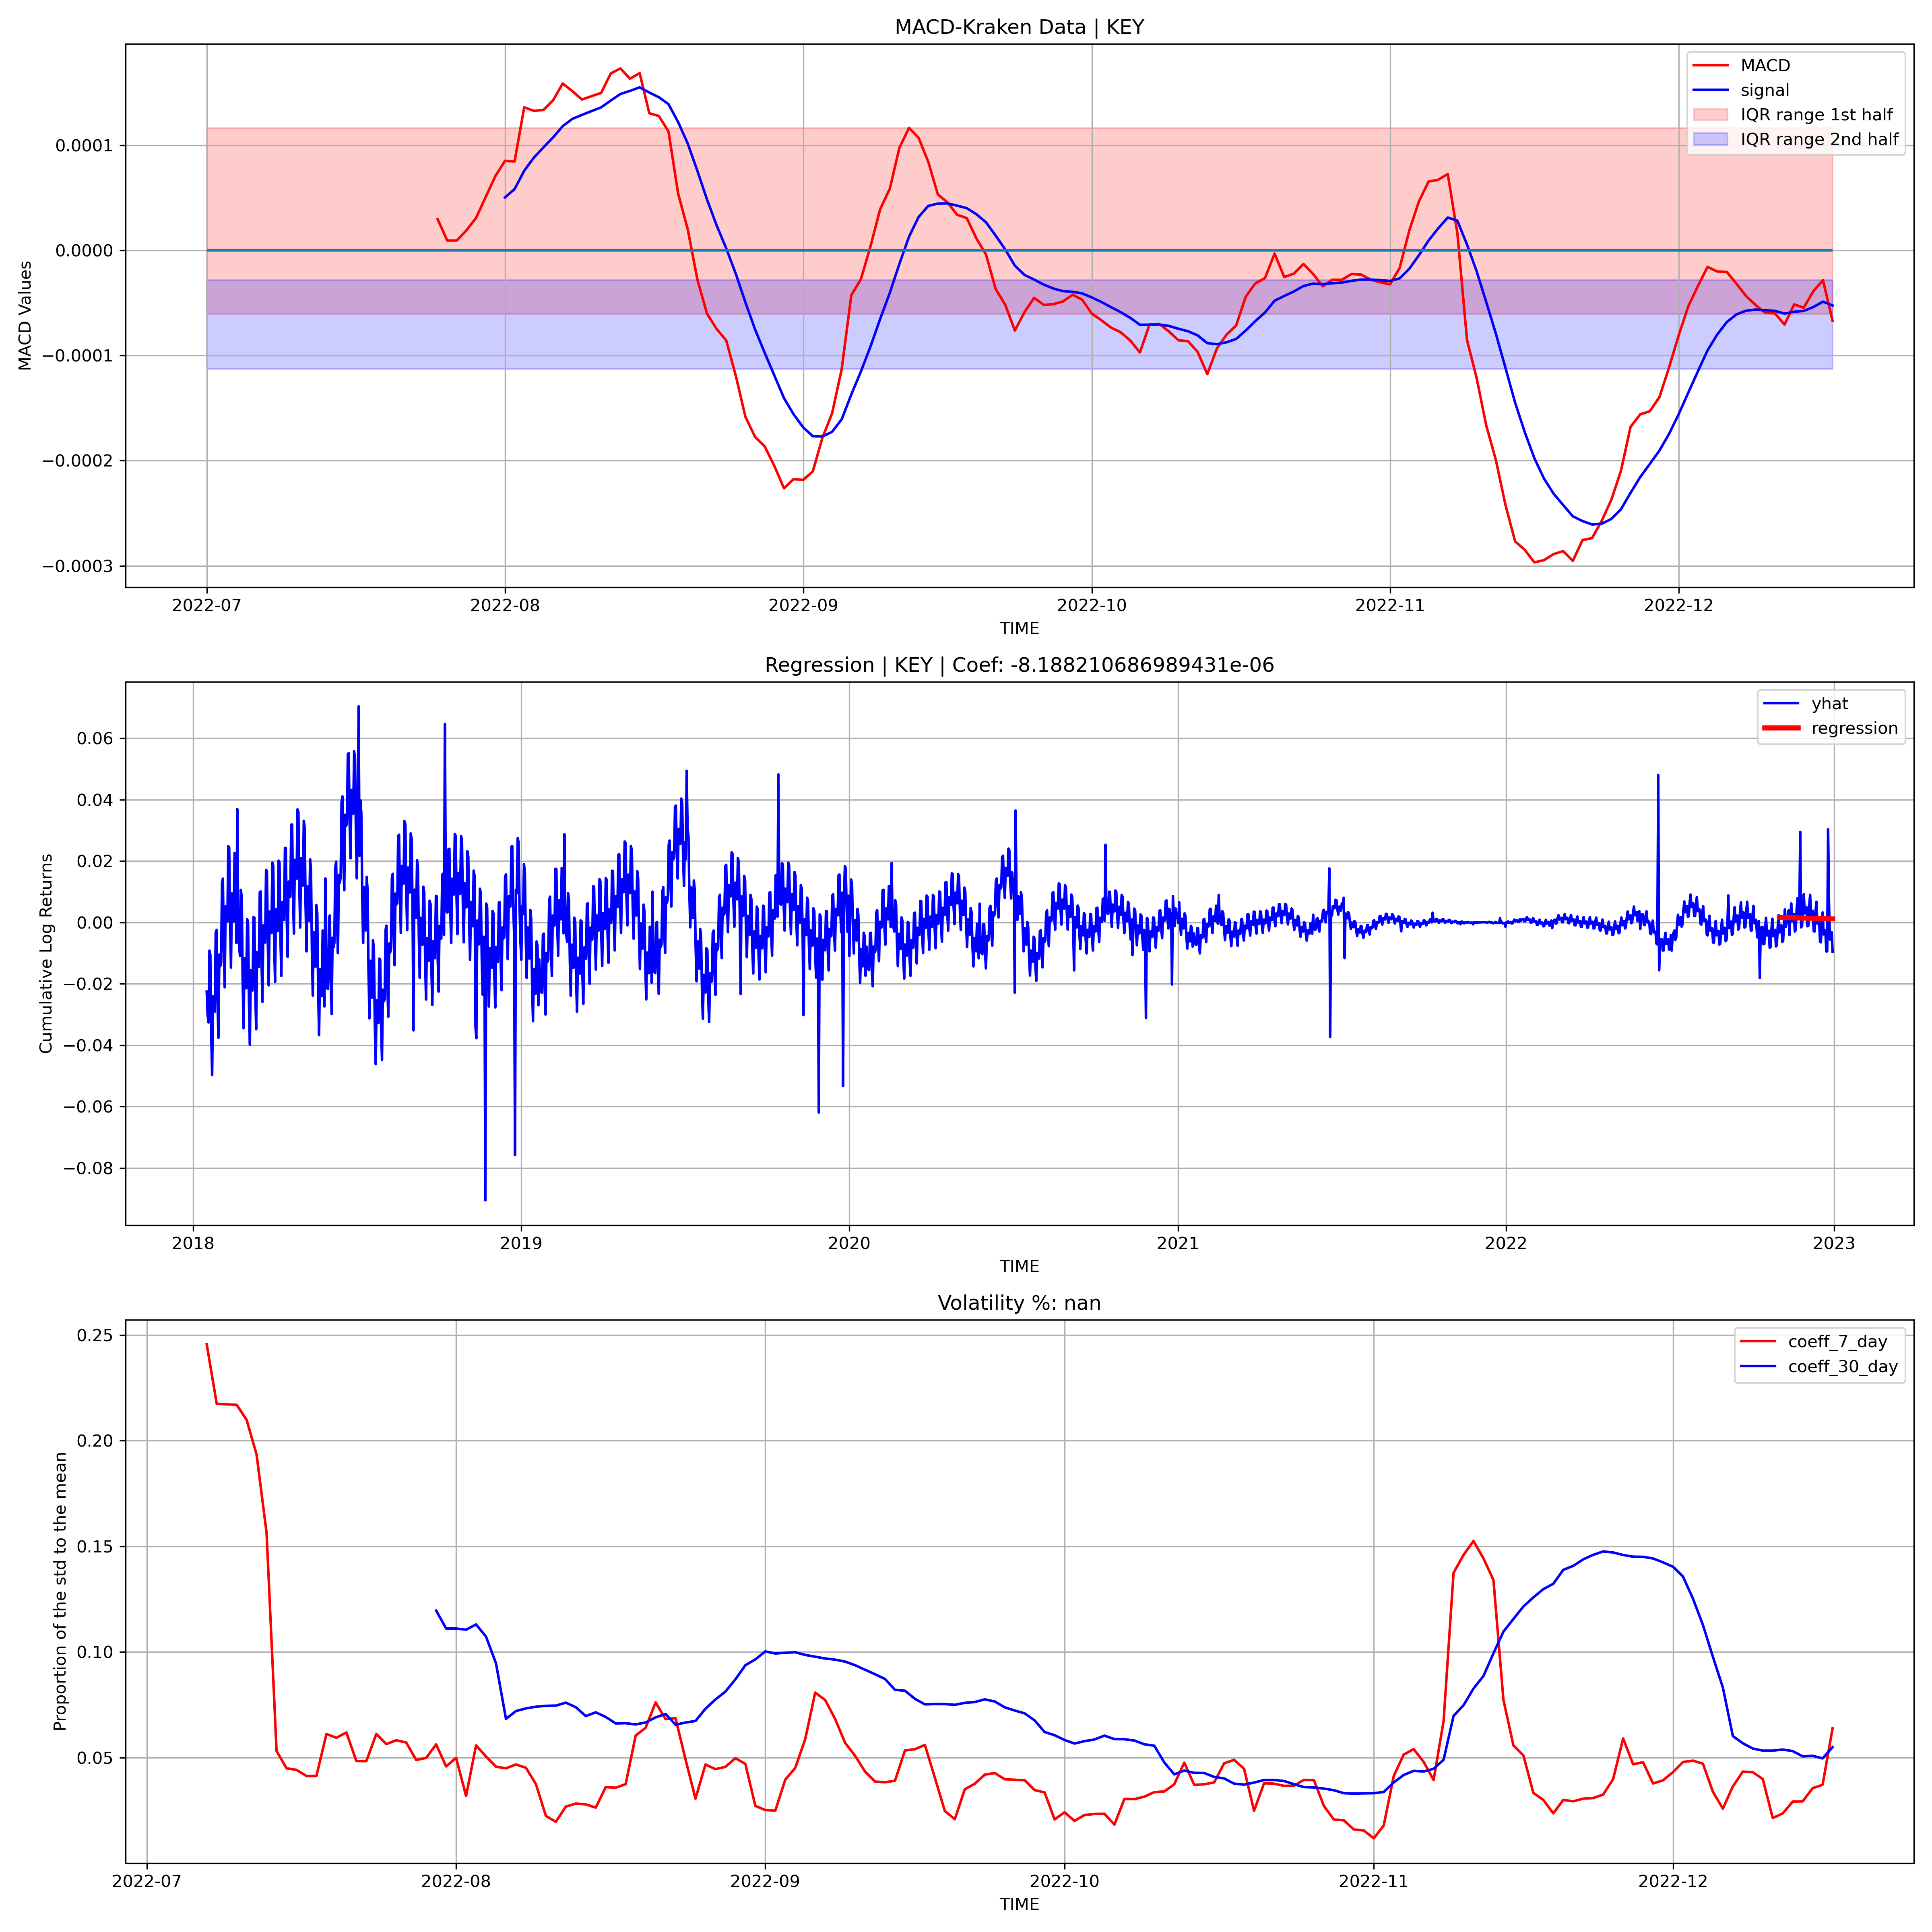 MACD-Kraken Data | KEY
MACD
signal
IQR range 1st half
IQR range 2nd half
0.0001
0.0000
−0.0001
−0.0002
−0.0003
MACD Values
2022-07 2022-08 2022-09 2022-10 2022-11 2022-12
TIME
Regression | KEY | Coef: -8.188210686989431e-06
yhat
regression
0.06
0.04
0.02
0.00
−0.02
−0.04
−0.06
−0.08
Cumulative Log Returns
2018 2019 2020 2021 2022 2023
TIME
Volatility %: nan
coeff_7_day
coeff_30_day
0.25
0.20
0.15
0.10
0.05
Proportion of the std to the mean
2022-07 2022-08 2022-09 2022-10 2022-11 2022-12
TIME